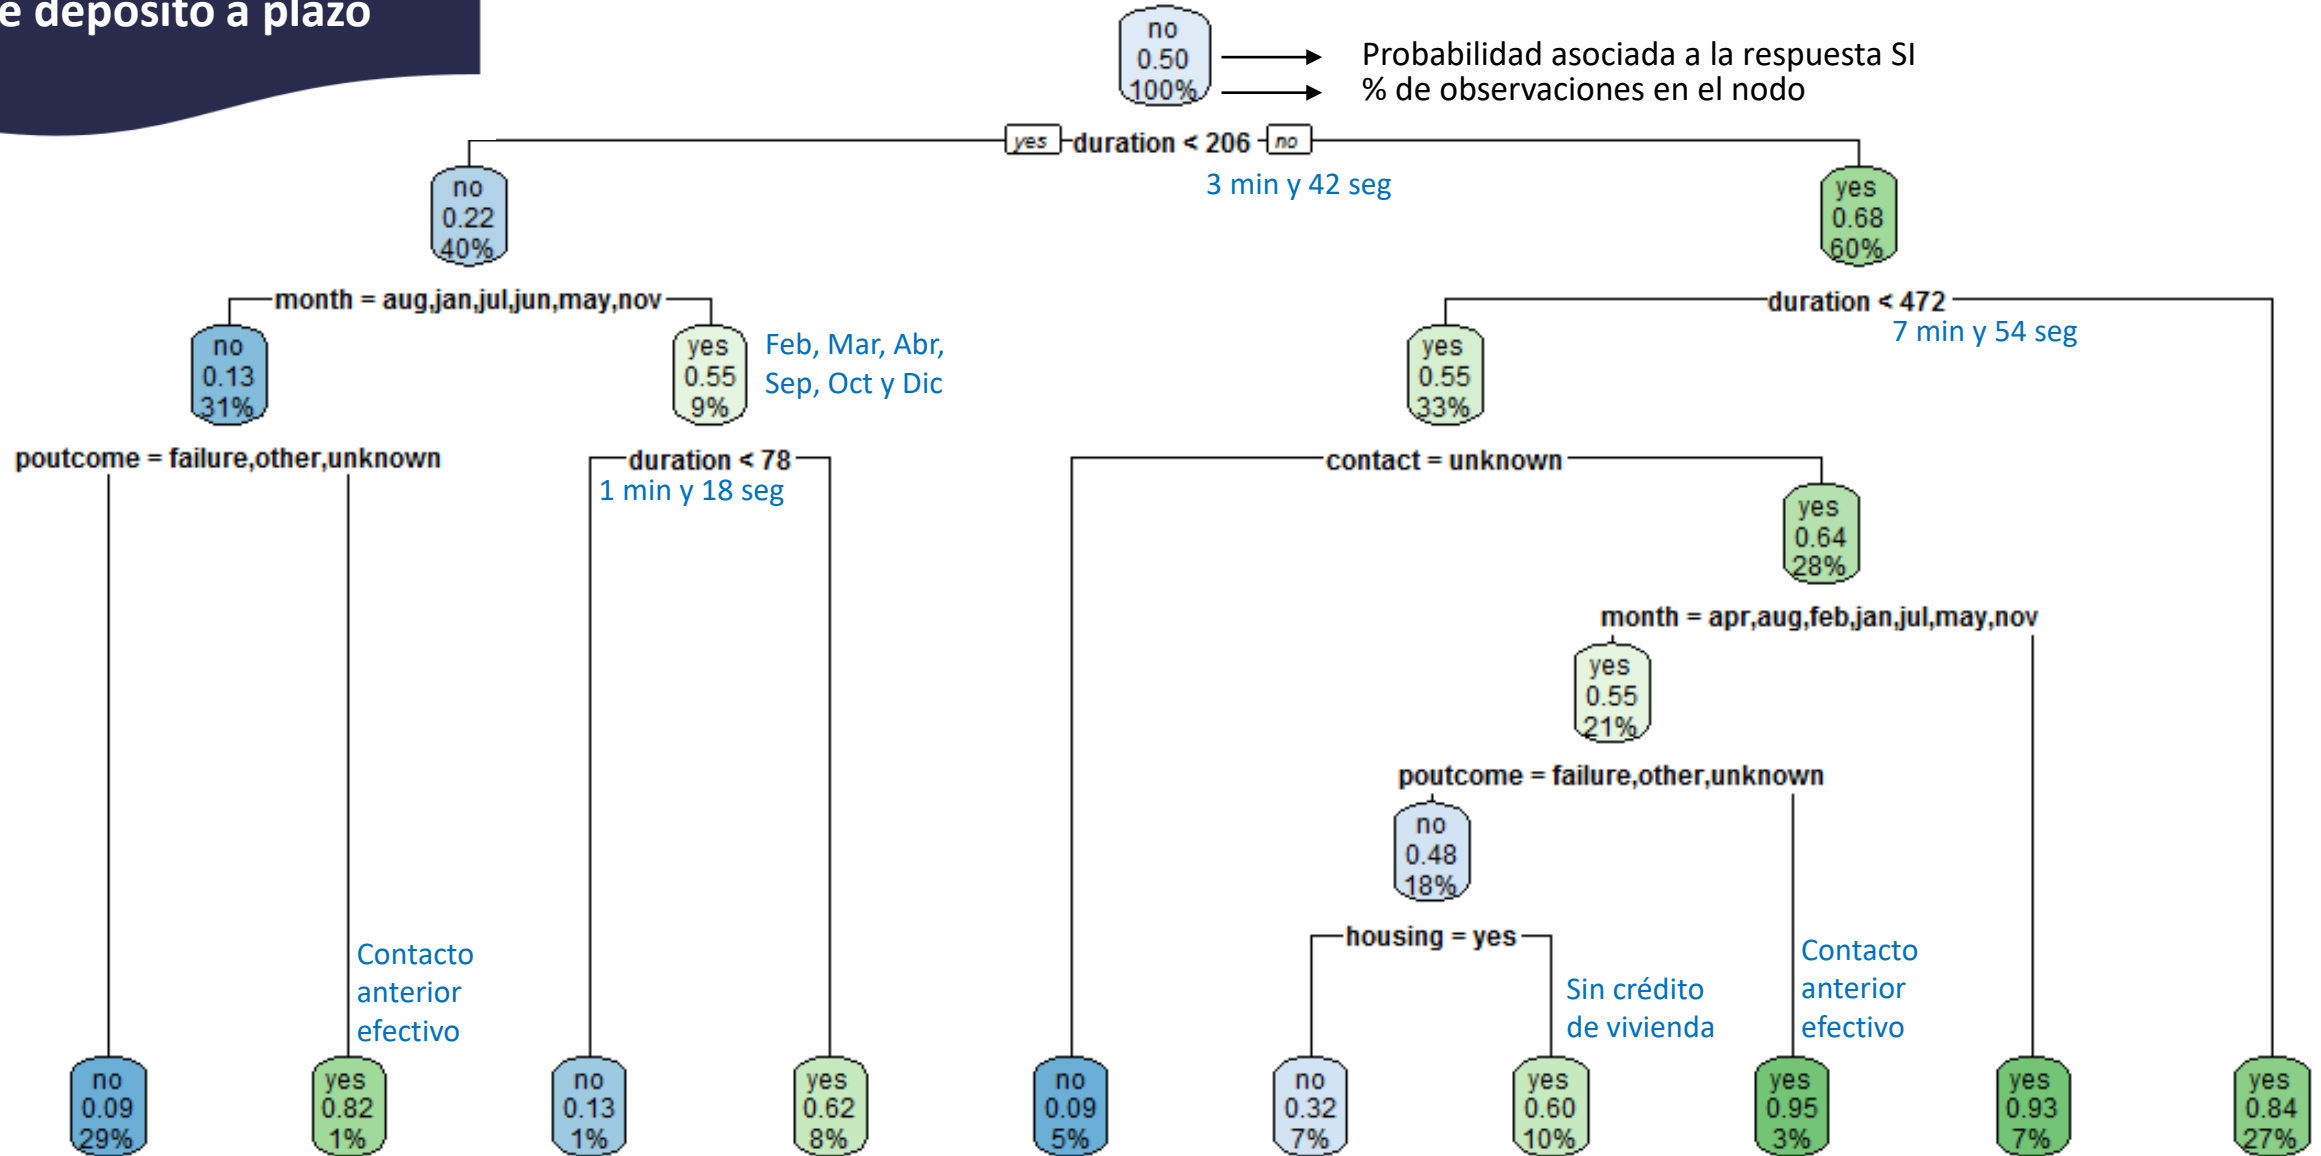 e depósito a plazo
no
0.50
100%
Probabilidad asociada a la respuesta SI
% de observaciones en el nodo
yes duration < 206 no
3 min y 42 seg
no
0.22
40%
yes
0.68
60%
month = aug,jan,jul,jun,may,nov
duration < 472
7 min y 54 seg
no
0.13
31%
yes
0.55
9%
Feb, Mar, Abr,
Sep, Oct y Dic
yes
0.55
33%
poutcome = failure,other,unknown
duration < 78
1 min y 18 seg
contact = unknown
yes
0.64
28%
month = apr,aug,feb,jan,jul,may,nov
yes
0.55
21%
poutcome = failure,other,unknown
no
0.48
18%
housing = yes
Contacto
anterior
efectivo
Sin crédito
de vivienda
Contacto
anterior
efectivo
no
0.09
29%
yes
0.82
1%
no
0.13
1%
yes
0.62
8%
no
0.09
5%
no
0.32
7%
yes
0.60
10%
yes
0.95
3%
yes
0.93
7%
yes
0.84
27%